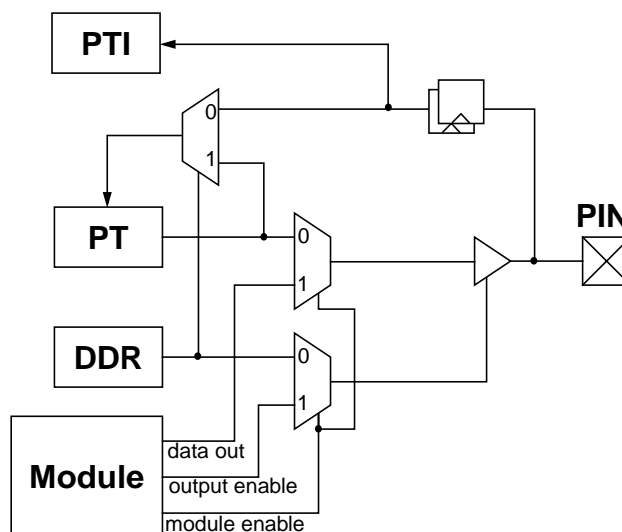 PTI
0
1
PT
PIN
0
1
DDR
0
1
Module
data out
output enable
module enable